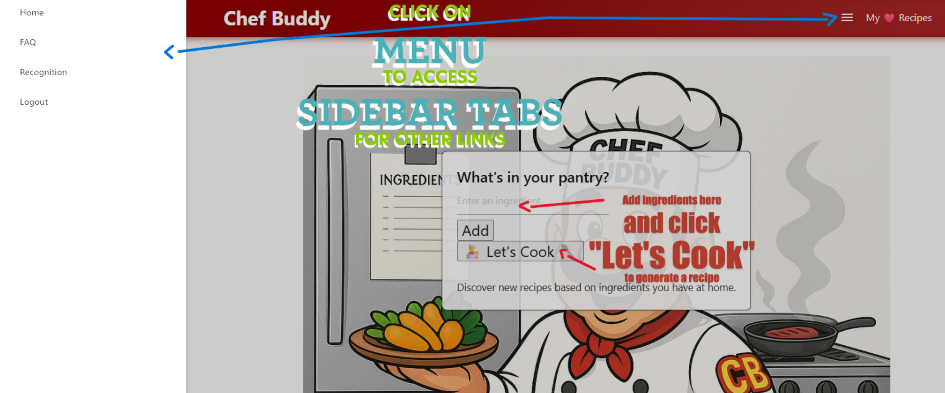 Home
FAQ
Recognition
Logout
Chef Buddy
My 💗 Recipes
CLICK ON
MENU
TO ACCESS
SIDEBAR TABS
FOR OTHER LINKS
CHEF
BUDDY
INGREDIENT
What's in your pantry?
Enter an ingredient
Add
Let's Cook
Add ingredients here
and click
"Let's Cook"
to generate a recipe
Discover new recipes based on ingredients you have at home.
CB